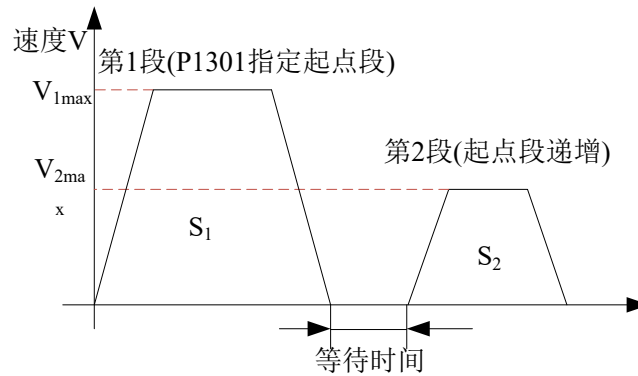 速度V
第1段(P1301指定起点段)
V1max
第2段(起点段递增)
V2ma
x
S1
S2
等待时间